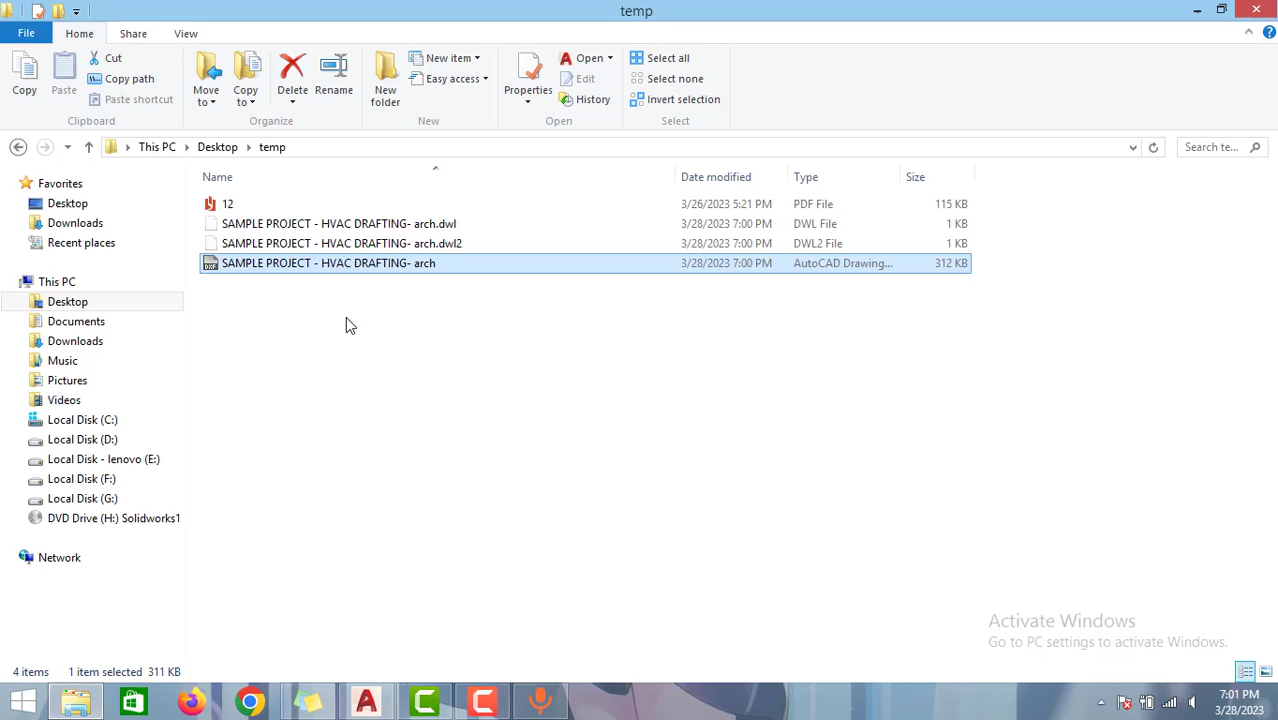 temp
File Home Share View
Copy
Paste
Cut
Copy path
Paste shortcut
Clipboard
Move to
Copy to
Delete
Rename
Organize
New folder
New item
Easy access
New
Properties
Open
Edit
History
Open
Select all
Select none
Invert selection
Select
This PC Desktop temp
Search te...
Name Date modified Type Size
12 3/26/2023 5:21 PM PDF File 115 KB
SAMPLE PROJECT - HVAC DRAFTING- arch.dwl 3/28/2023 7:00 PM DWL File 1 KB
SAMPLE PROJECT - HVAC DRAFTING- arch.dwl2 3/28/2023 7:00 PM DWL2 File 1 KB
SAMPLE PROJECT - HVAC DRAFTING- arch 3/28/2023 7:00 PM AutoCAD Drawing... 312 KB
Favorites
Desktop
Downloads
Recent places
This PC
Desktop
Documents
Downloads
Music
Pictures
Videos
Local Disk (C:)
Local Disk (D:)
Local Disk - lenovo (E:)
Local Disk (F:)
Local Disk (G:)
DVD Drive (H:) Solidworks1
Network
Activate Windows
Go to PC settings to activate Windows.
4 items 1 item selected 311 KB
7:01 PM
3/28/2023